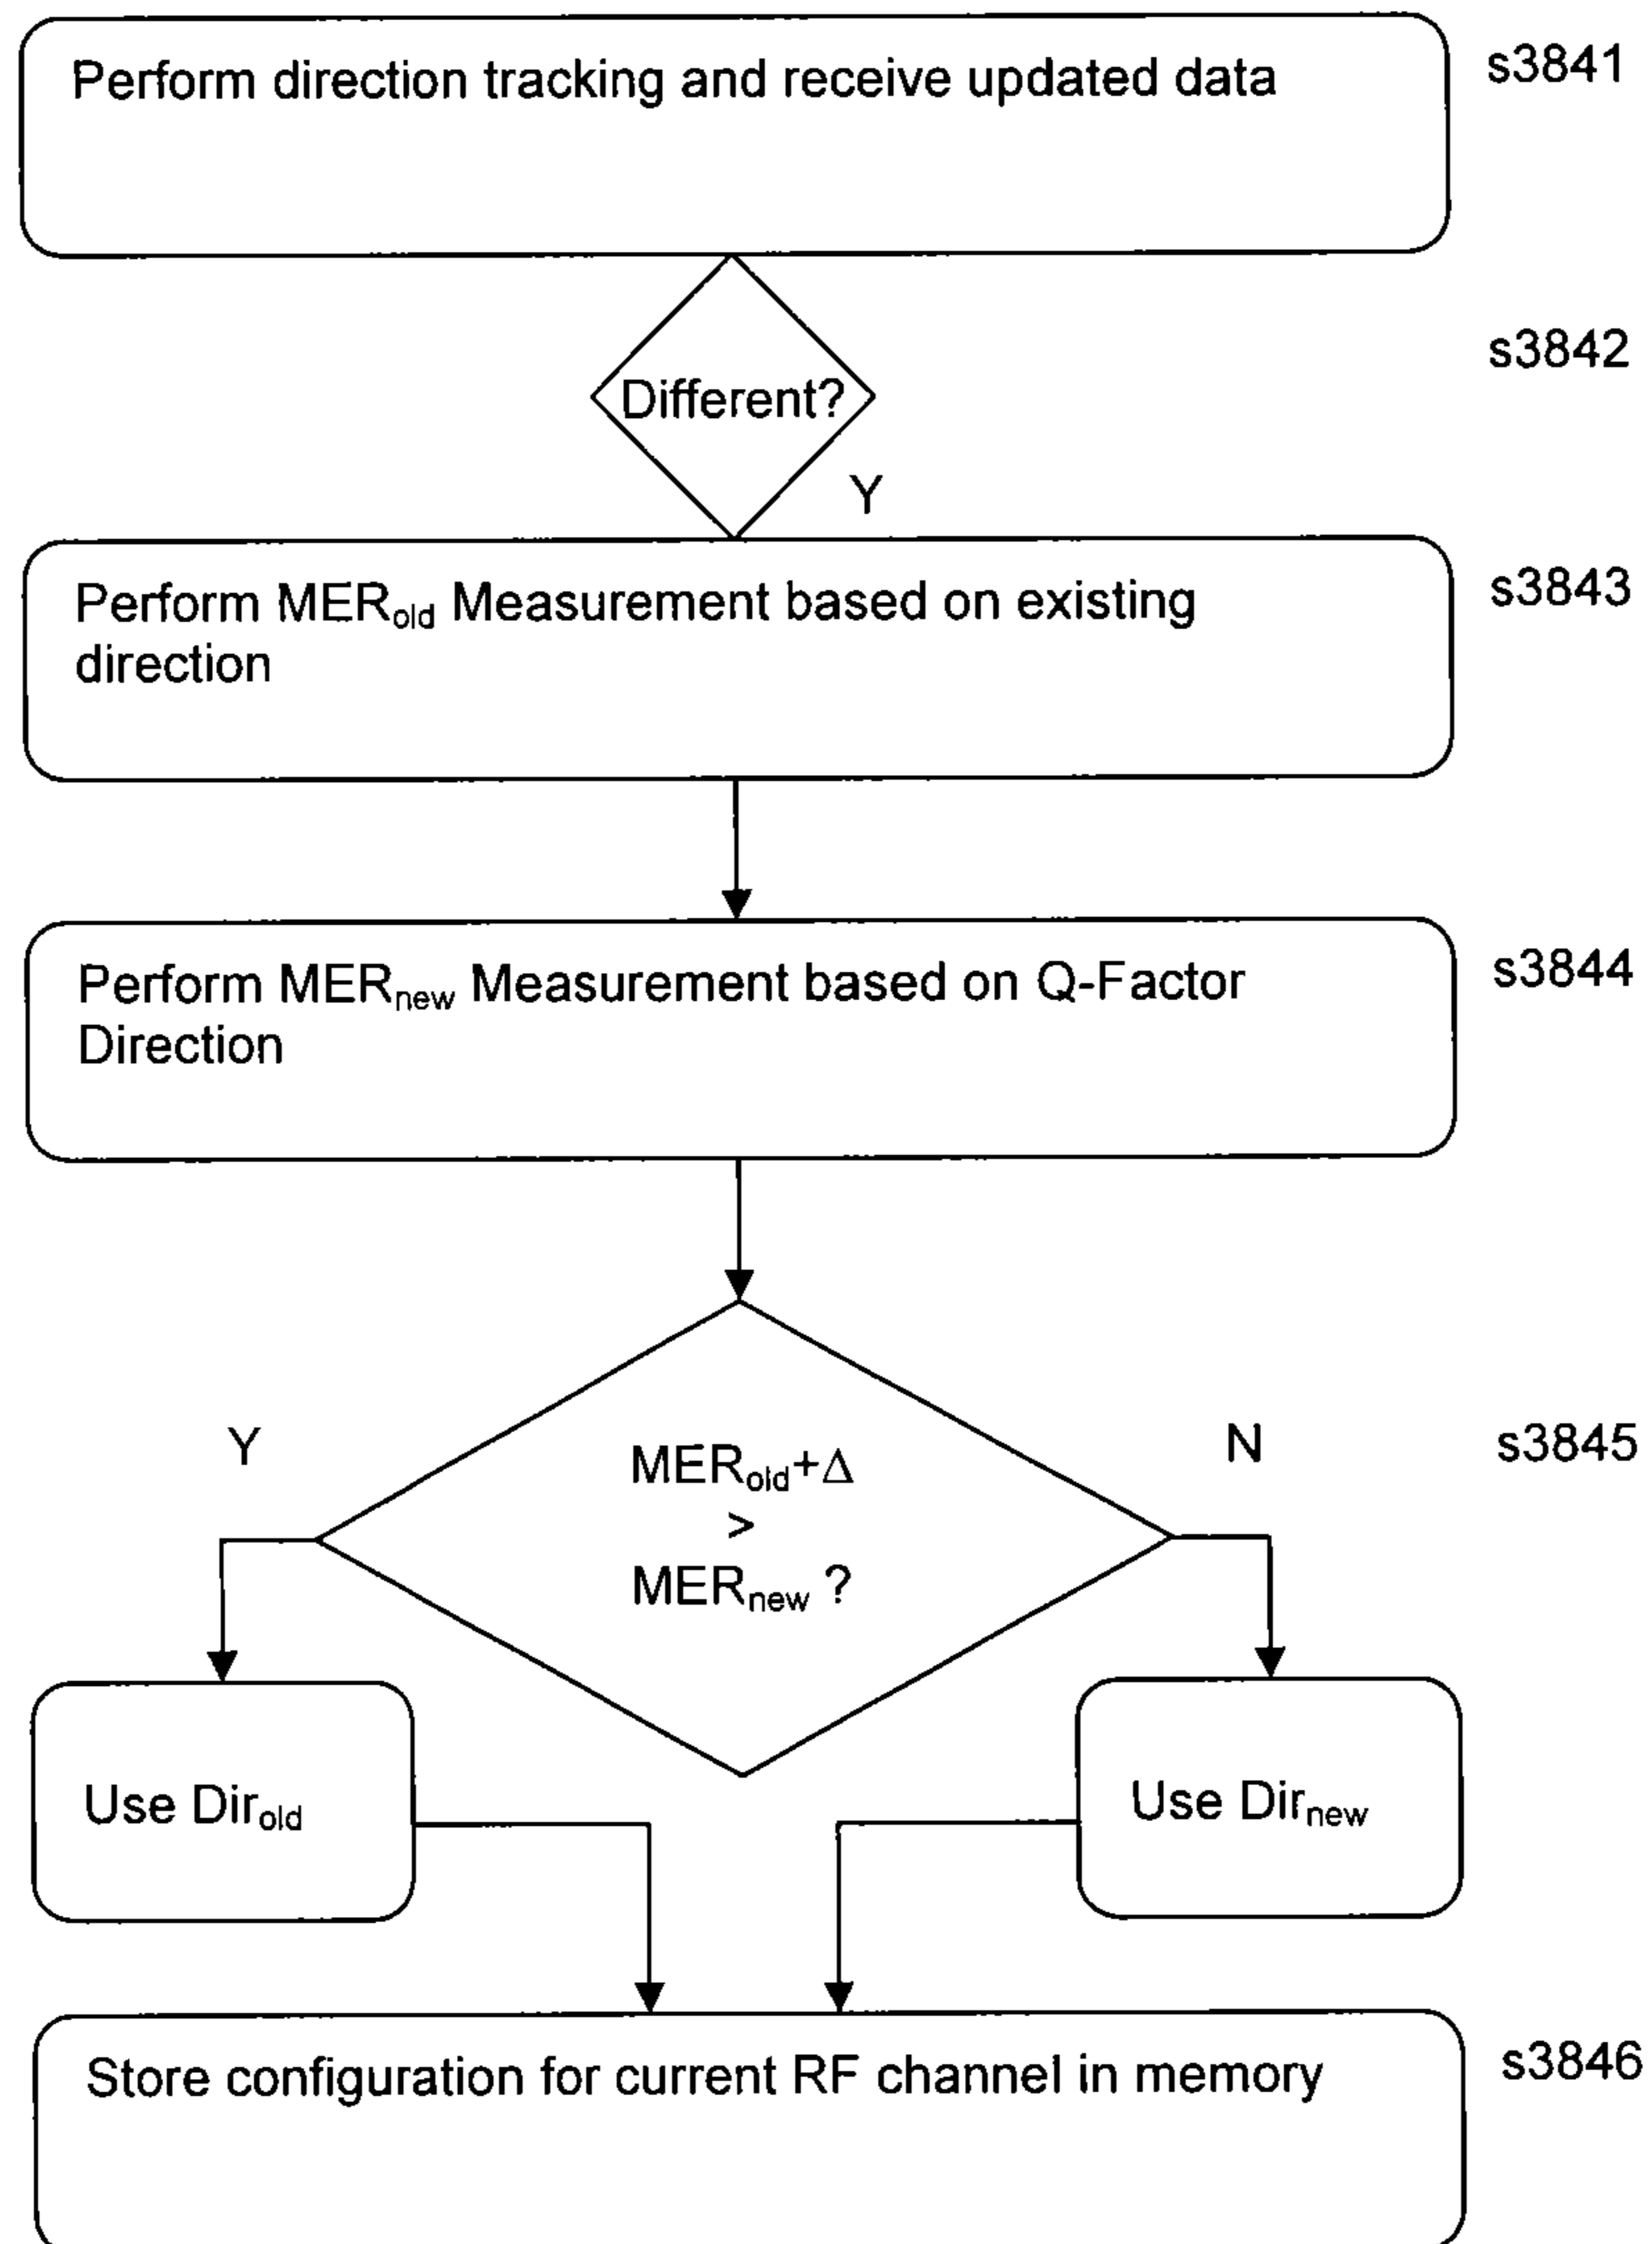 Perform direction tracking and receive updated data
s3841
s3842
Different?
Y
Perform MERold Measurement based on existing
direction
s3843
Perform MERnew Measurement based on Q-Factor
Direction
s3844
Y
N
s3845
MERold+Δ
>
MERnew ?
Use Dirold
Use Dirnew
Store configuration for current RF channel in memory
s3846